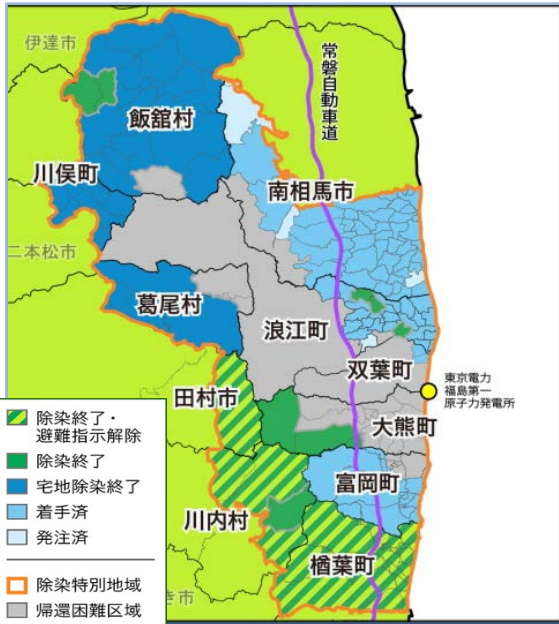 伊達市
常磐自動車道
飯舘村
川俣町
南相馬市
二本松市
葛尾村
浪江町
双葉町
東京電力
福島第一
原子力発電所
田村市
大熊町
除染終了・
避難指示解除
除染終了
宅地除染終了
着手済
発注済
富岡町
川内村
楢葉町
除染特別地域
帰還困難区域
き市